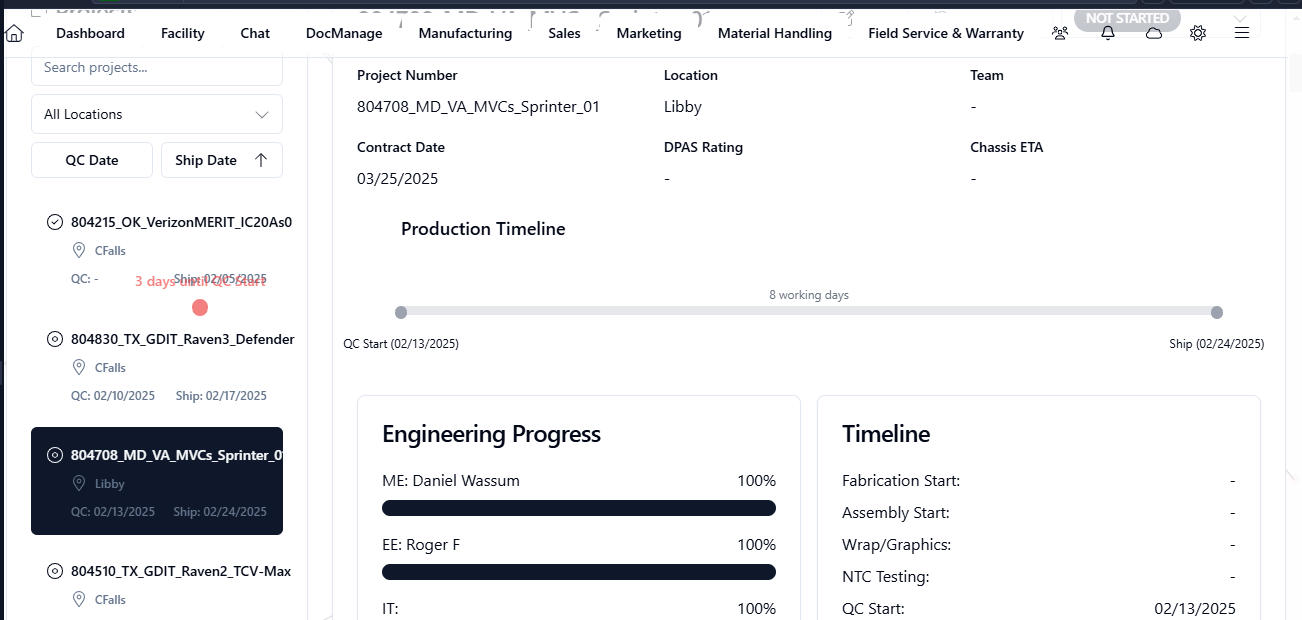 NOT STARTED
Dashboard Facility Chat DocManage Manufacturing Sales Marketing Material Handling Field Service & Warranty
Search projects...
All Locations
QC Date Ship Date
804215_OK_VerizonMERIT_IC20As0
CFalls
QC: - Ship: 02/05/2025
3 days until QC Start
804830_TX_GDIT_Raven3_Defender
CFalls
QC: 02/10/2025 Ship: 02/17/2025
804708_MD_VA_MVCs_Sprinter_01
Libby
QC: 02/13/2025 Ship: 02/24/2025
804510_TX_GDIT_Raven2_TCV-Max
CFalls
Project Number Location Team
804708_MD_VA_MVCs_Sprinter_01 Libby -
Contract Date DPAS Rating Chassis ETA
03/25/2025 - -
Production Timeline
8 working days
QC Start (02/13/2025) Ship (02/24/2025)
Engineering Progress
ME: Daniel Wassum 100%
EE: Roger F 100%
IT: 100%
Timeline
Fabrication Start: -
Assembly Start: -
Wrap/Graphics: -
NTC Testing: -
QC Start: 02/13/2025